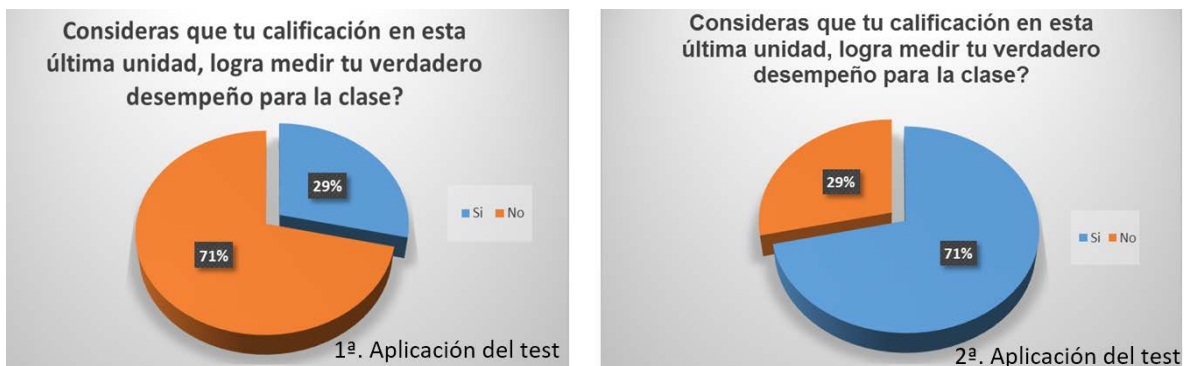 Consideras que tu calificación en esta
última unidad, logra medir tu verdadero
desempeño para la clase?
29%
71%
Si No
1ª. Aplicación del test
Consideras que tu calificación en esta
última unidad, logra medir tu verdadero
desempeño para la clase?
29%
71%
Si No
2ª. Aplicación del test